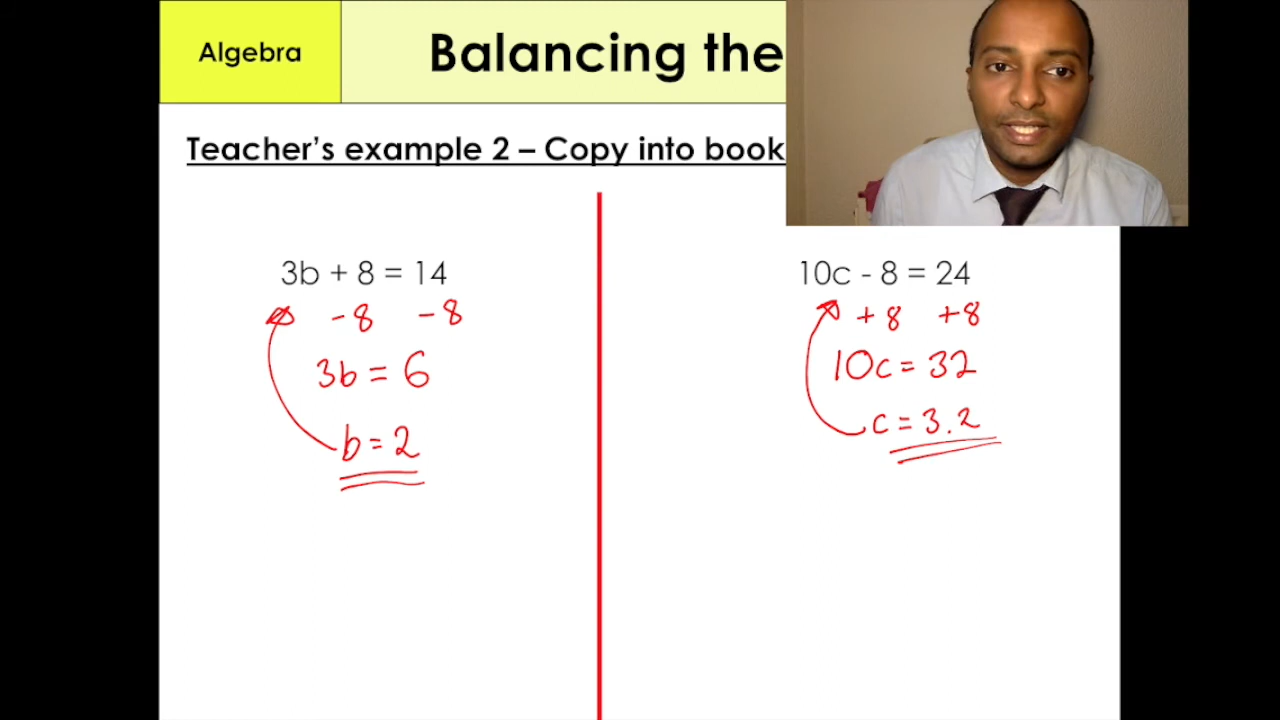 Algebra
Balancing the
Teacher's example 2 – Copy into book
3b + 8 = 14
-8 -8
3b = 6
b = 2
10c - 8 = 24
+8 +8
10c = 32
c = 3.2